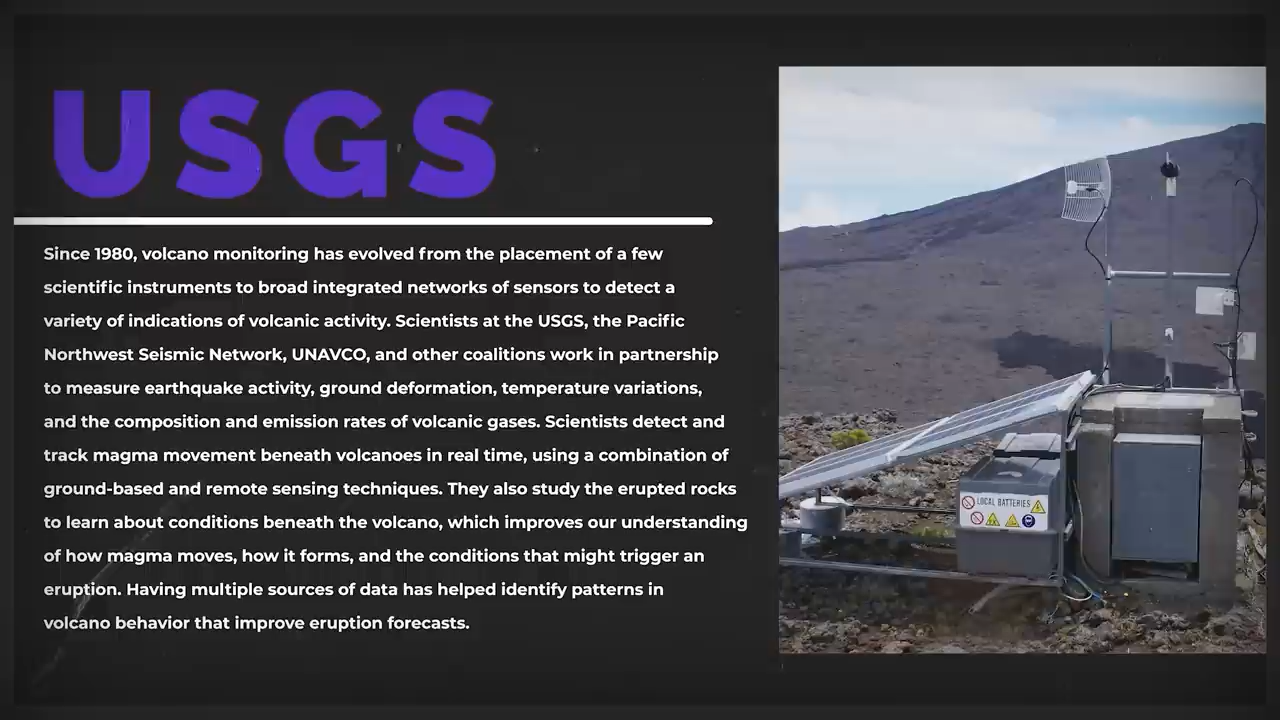 USGS
Since 1980, volcano monitoring has evolved from the placement of a few
scientific instruments to broad integrated networks of sensors to detect a
variety of indications of volcanic activity. Scientists at the USGS, the Pacific
Northwest Seismic Network, UNAVCO, and other coalitions work in partnership
to measure earthquake activity, ground deformation, temperature variations,
and the composition and emission rates of volcanic gases. Scientists detect and
track magma movement beneath volcanoes in real time, using a combination of
ground-based and remote sensing techniques. They also study the erupted rocks
to learn about conditions beneath the volcano, which improves our understanding
of how magma moves, how it forms, and the conditions that might trigger an
eruption. Having multiple sources of data has helped identify patterns in
volcano behavior that improve eruption forecasts.
LOCAL BATTERIES